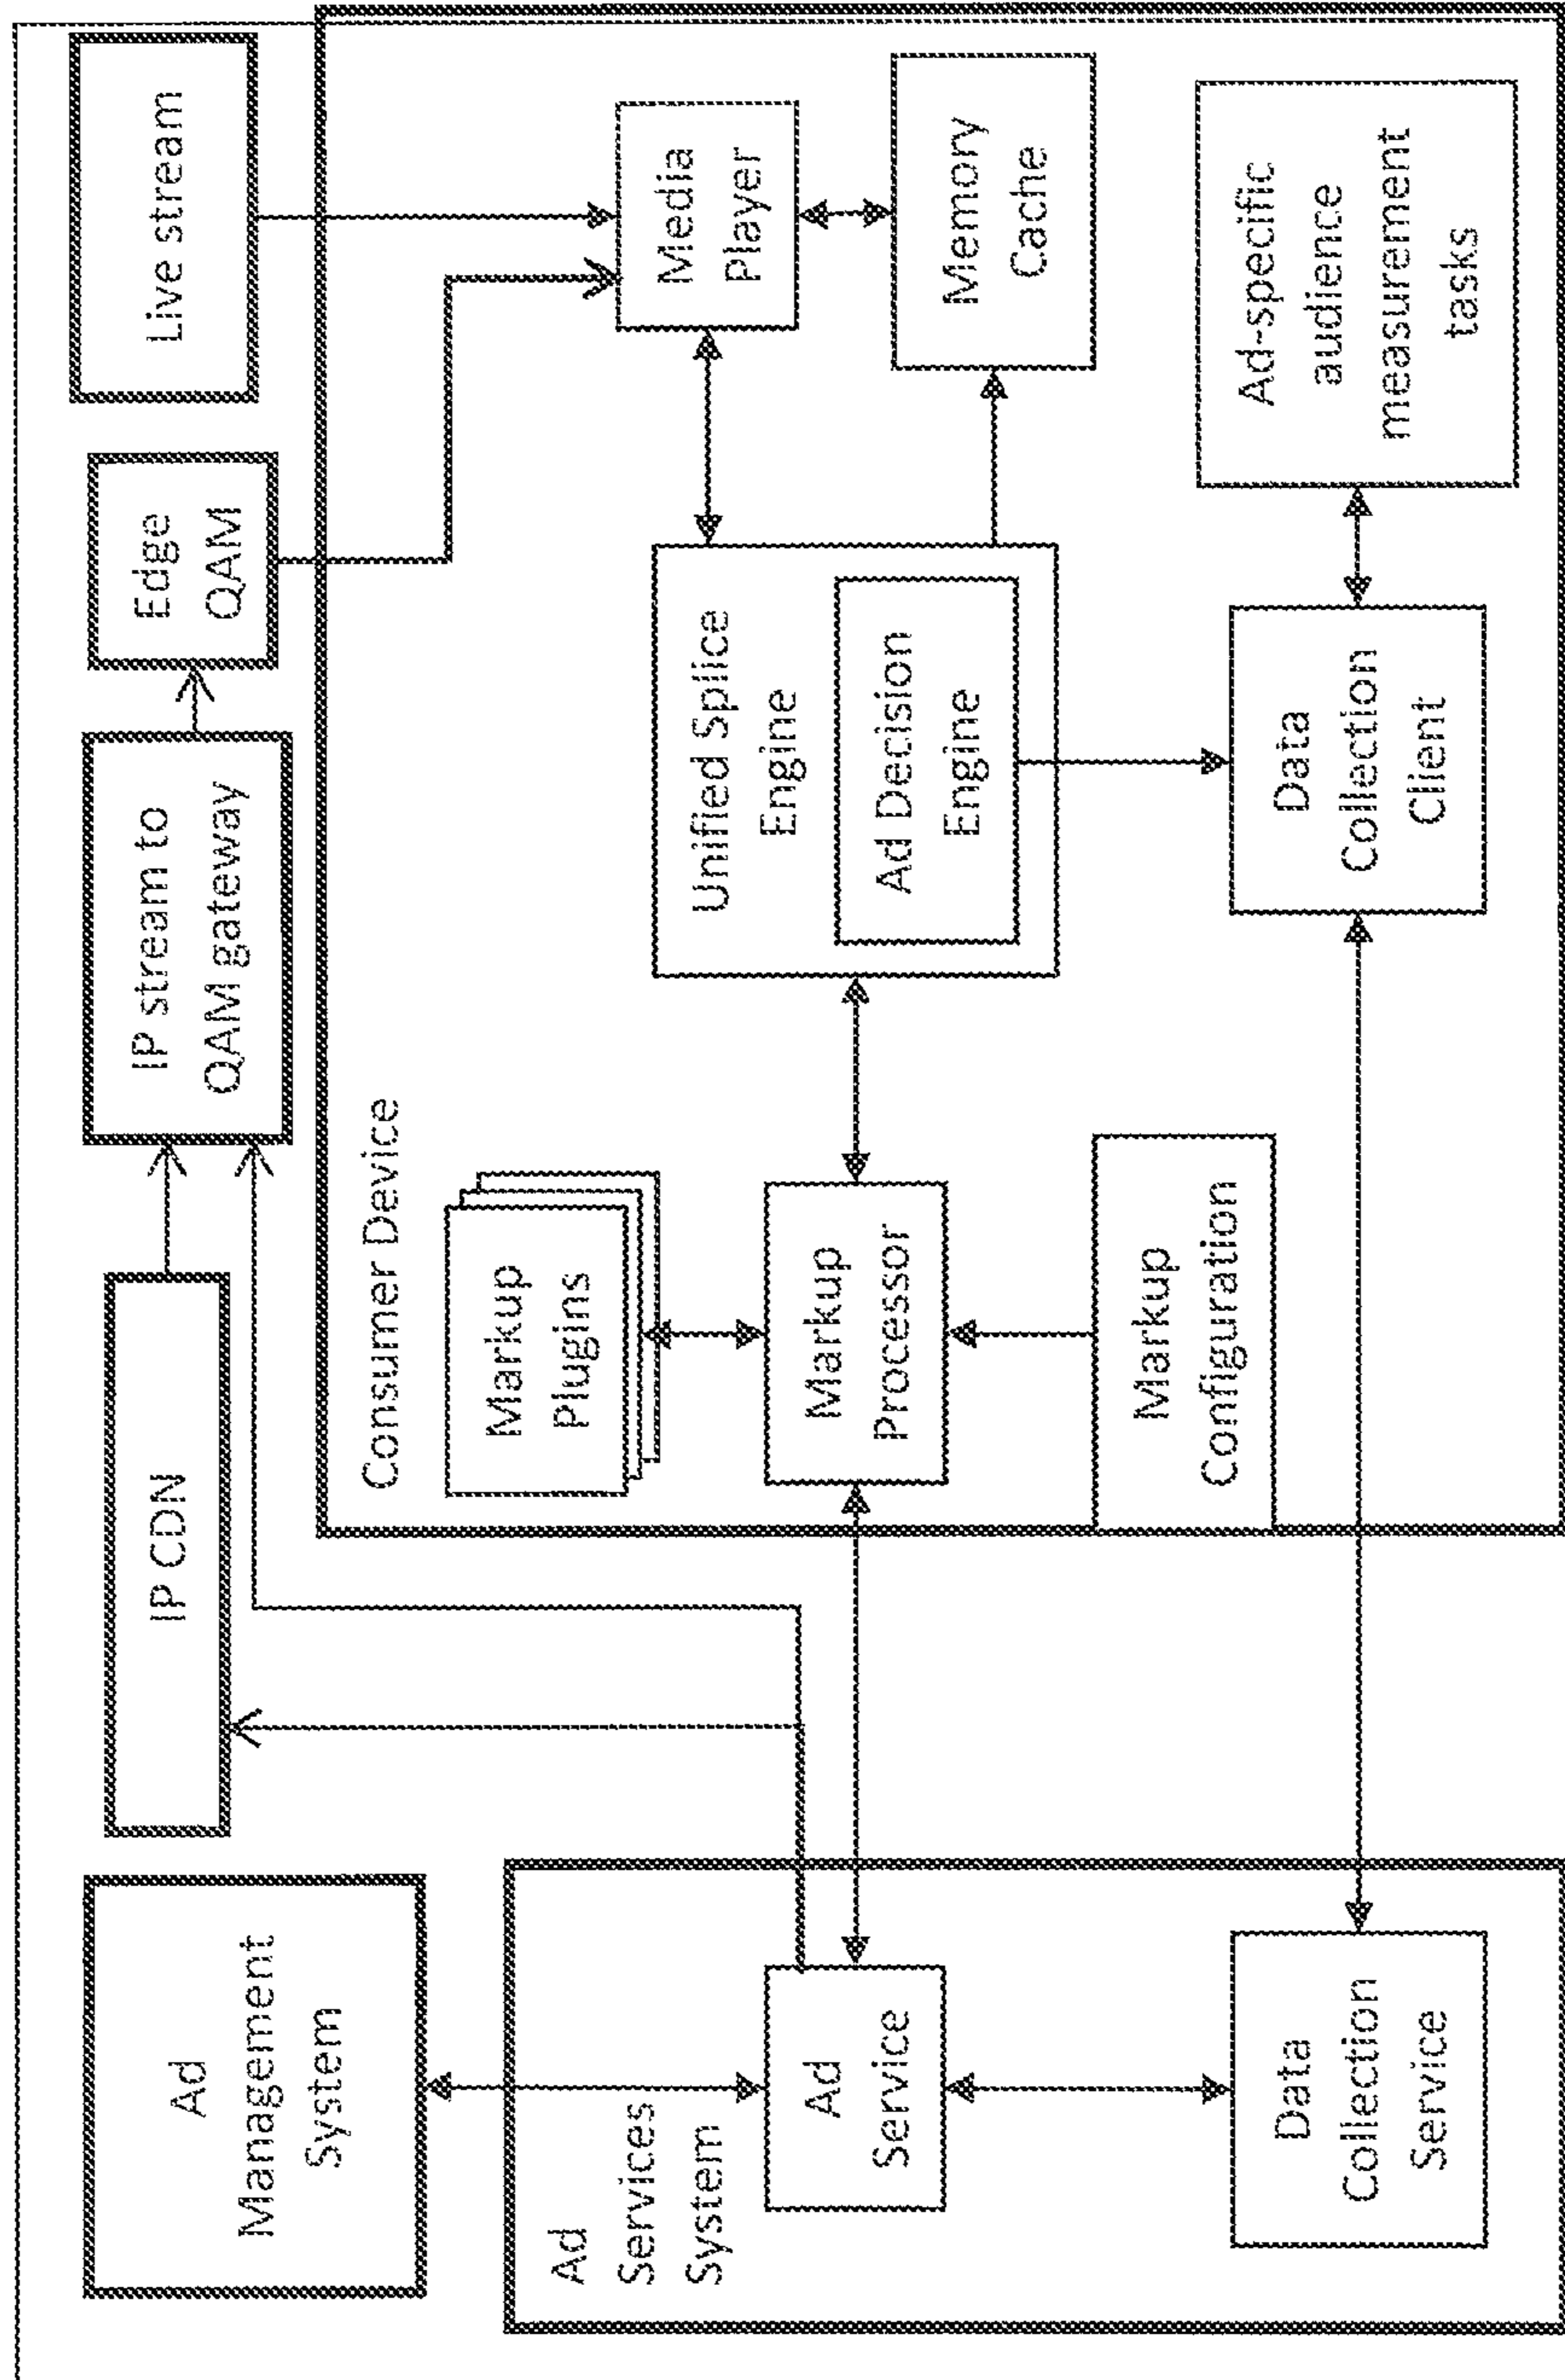 Ad
Management
System
IP CDN
IP stream to
QAM gateway
Edge
QAM
Live stream
Ad
Services
System
Ad
Service
Data
Collection
Service
Consumer Device
Markup
Plugins
Markup
Processor
Markup
Configuration
Unified Splice
Engine
Ad Decision
Engine
Media
Player
Memory
Cache
Data
Collection
Client
Ad-specific
audience
measurement
tasks